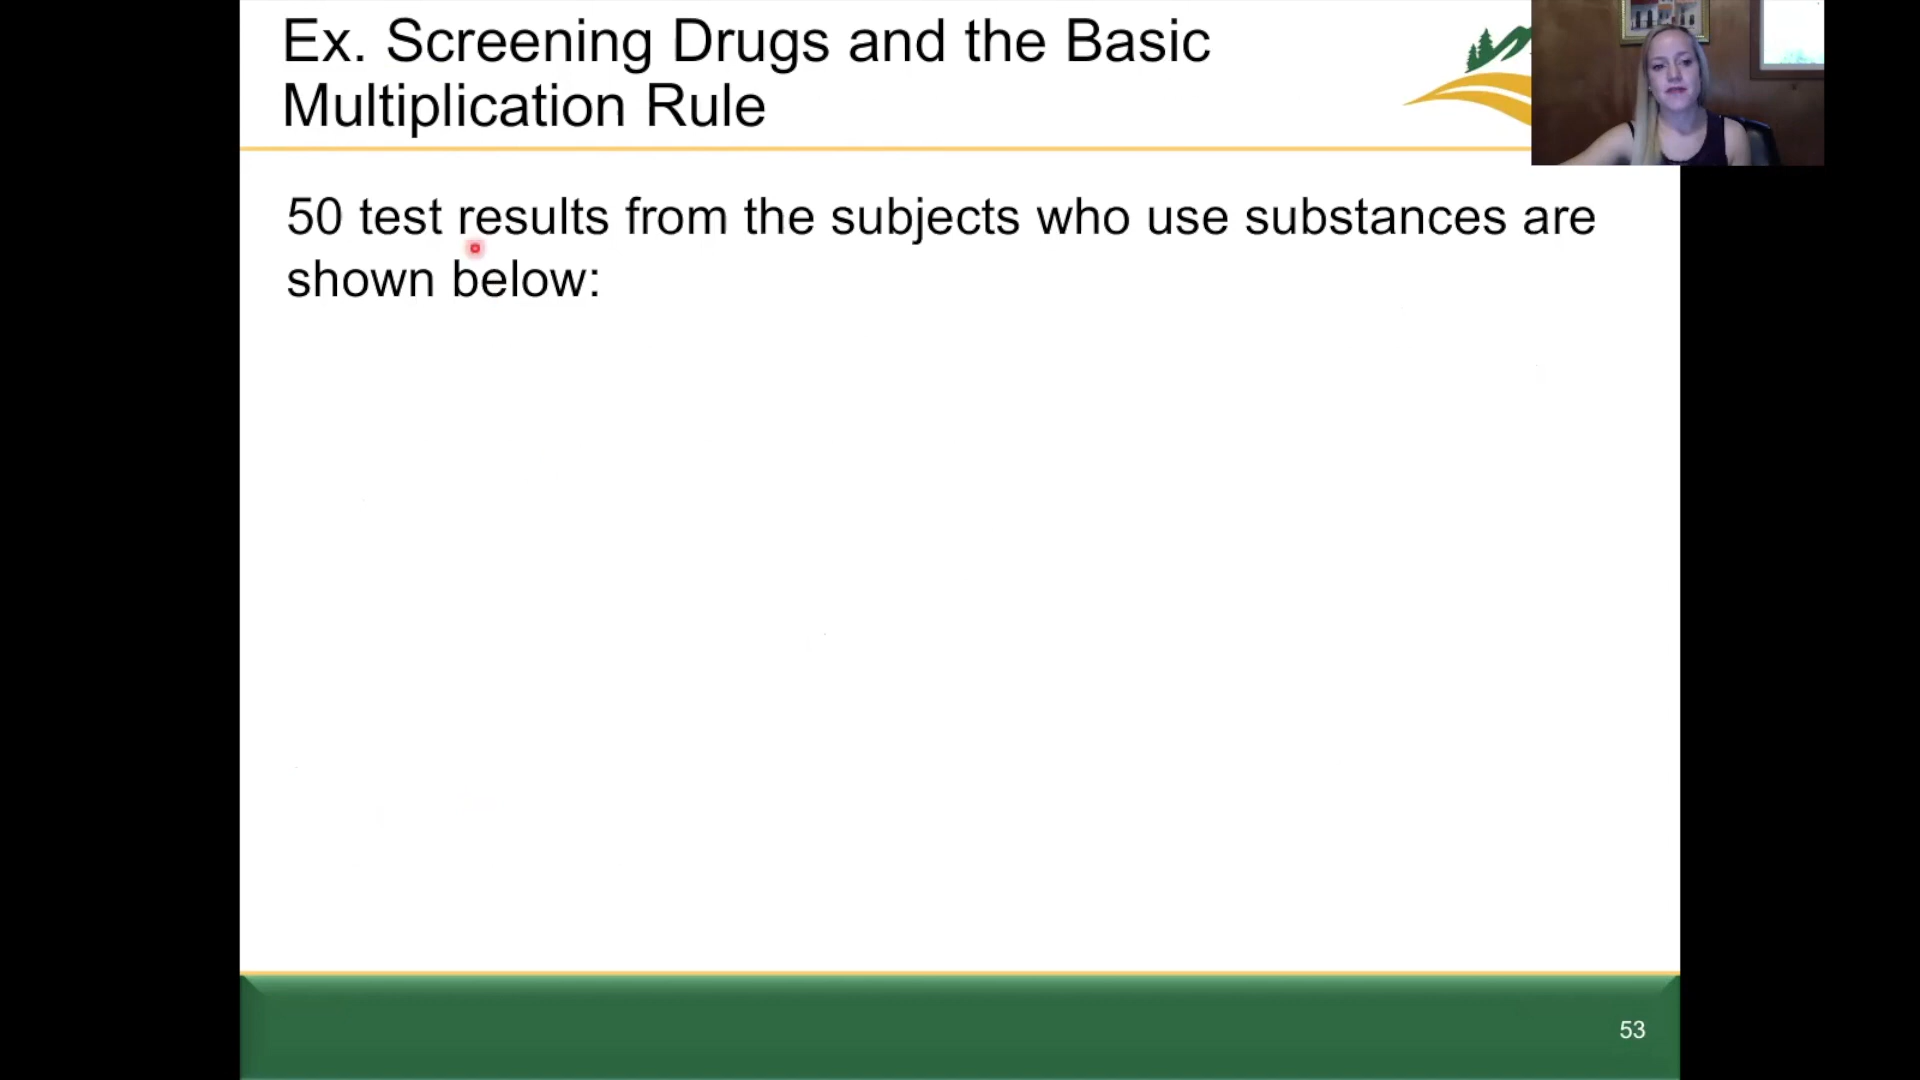 Ex. Screening Drugs and the Basic
Multiplication Rule
50 test results from the subjects who use substances are
shown below:
53